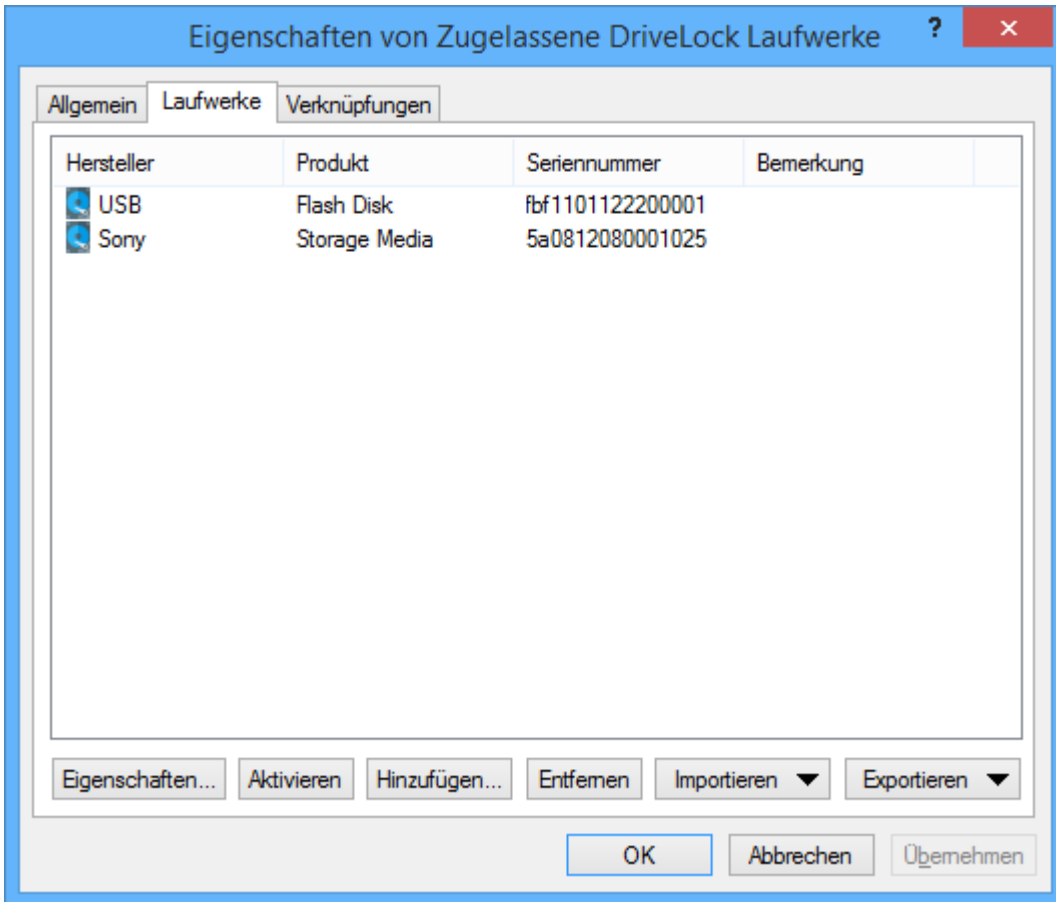 Eigenschaften von Zugelassene DriveLock Laufwerke ? ×
Allgemein Laufwerke Verknüpfungen
Hersteller Produkt Seriennummer Bemerkung
USB Flash Disk fbf1101122200001
Sony Storage Media 5a0812080001025
Eigenschaften... Aktivieren Hinzufügen... Entfernen Importieren Exportieren
OK Abbrechen Übernehmen